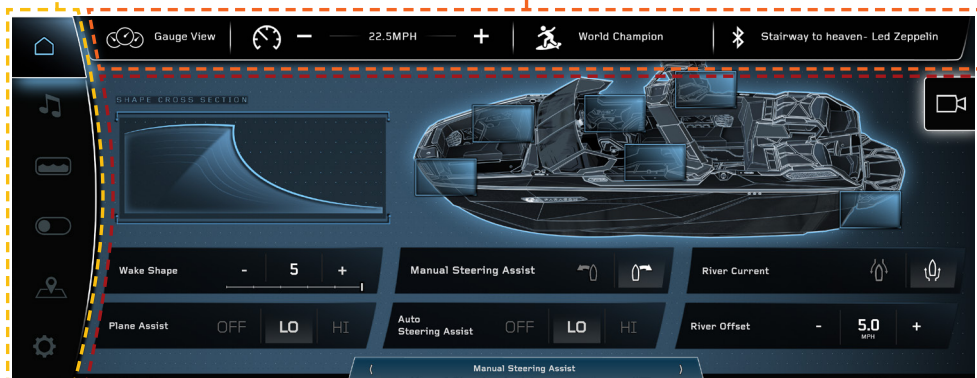 Gauge View
22.5MPH
World Champion
Stairway to heaven- Led Zeppelin
SHAPE CROSS SECTION
Wake Shape
- 5 +
Manual Steering Assist
River Current
Plane Assist
OFF LO HI
Auto
Steering Assist
OFF LO HI
River Offset
- 5.0 +
MPH
( Manual Steering Assist )